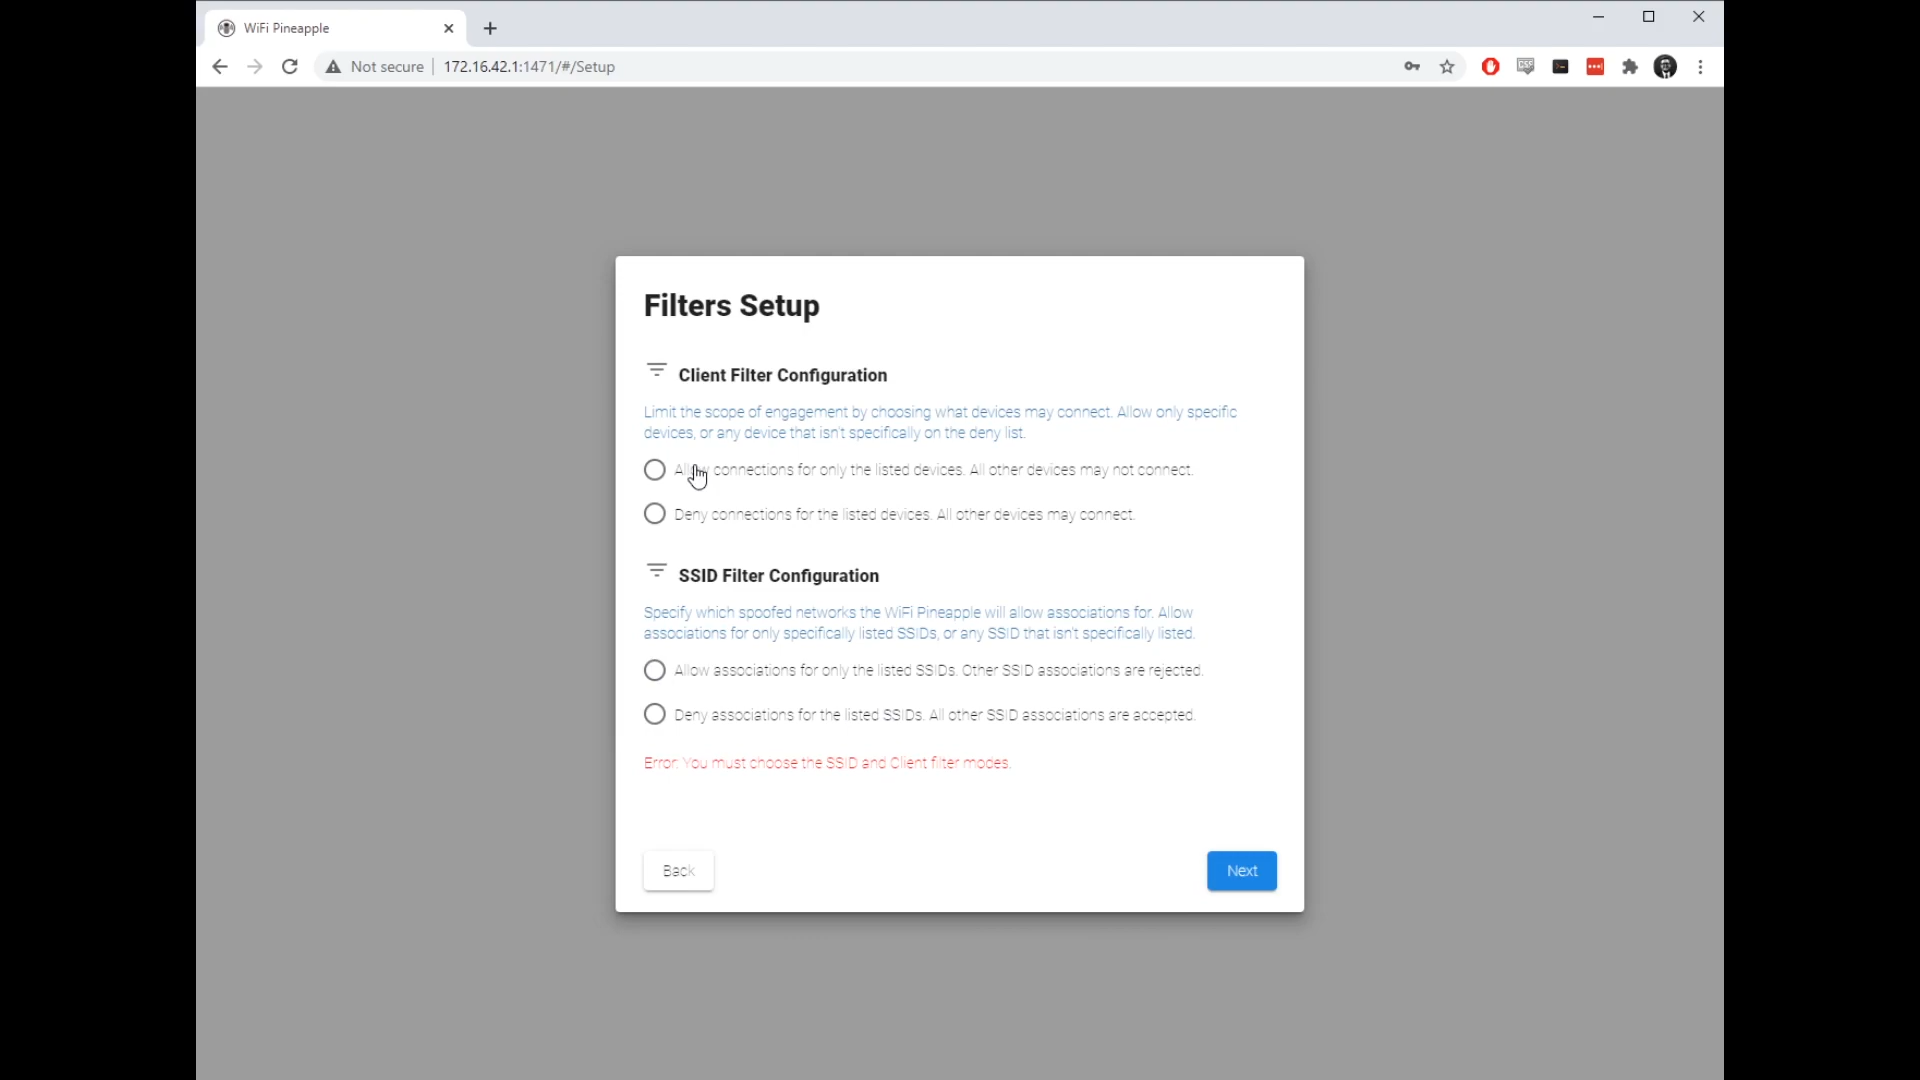 WiFi Pineapple
Not secure
172.16.42.1:1471/#/Setup
Filters Setup
Client Filter Configuration
Limit the scope of engagement by choosing what devices may connect. Allow only specific
devices, or any device that isn't specifically on the deny list.
Allow connections for only the listed devices. All other devices may not connect.
Deny connections for the listed devices. All other devices may connect.
SSID Filter Configuration
Specify which spoofed networks the WiFi Pineapple will allow associations for. Allow
associations for only specifically listed SSIDs, or any SSID that isn't specifically listed.
Allow associations for only the listed SSIDs. Other SSID associations are rejected.
Deny associations for the listed SSIDs. All other SSID associations are accepted.
Error: You must choose the SSID and Client filter modes.
Back
Next